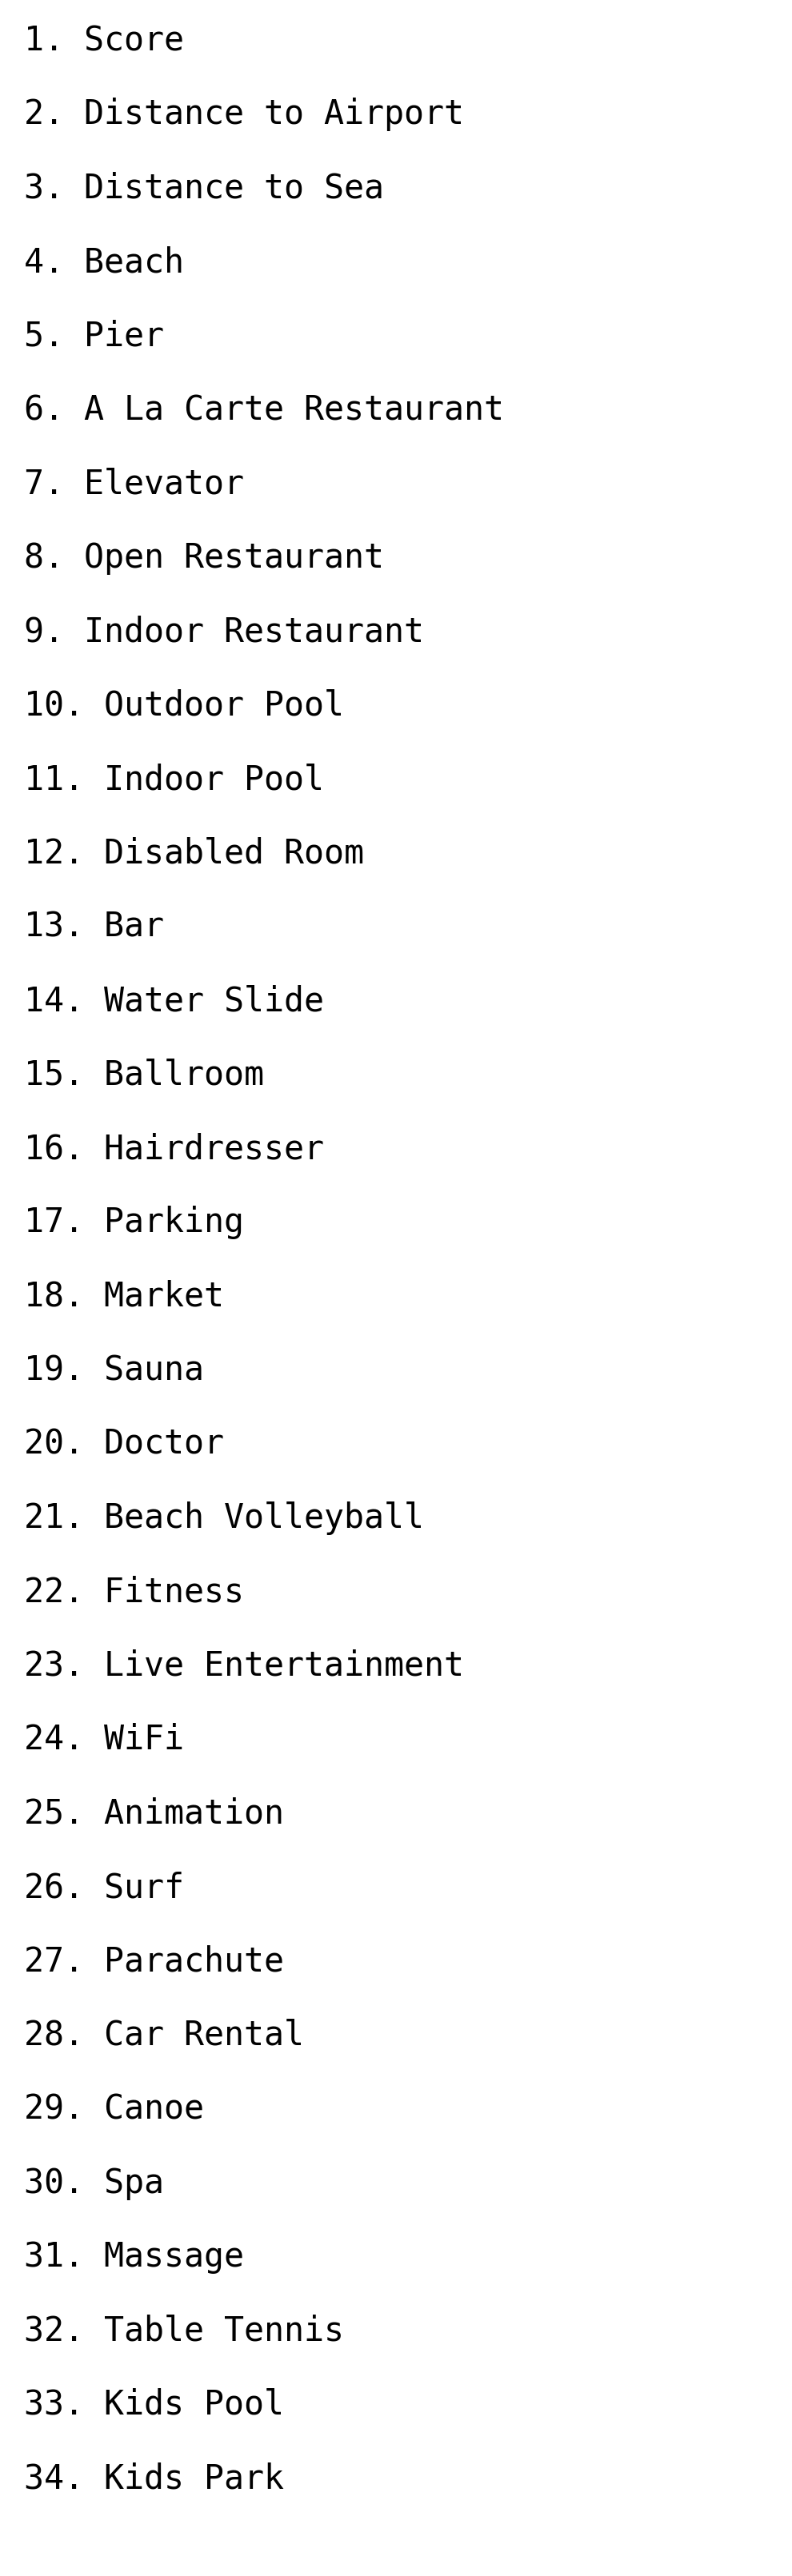 1. Score
2. Distance to Airport
3. Distance to Sea
4. Beach
5. Pier
6. A La Carte Restaurant
7. Elevator
8. Open Restaurant
9. Indoor Restaurant
10. Outdoor Pool
11. Indoor Pool
12. Disabled Room
13. Bar
14. Water Slide
15. Ballroom
16. Hairdresser
17. Parking
18. Market
19. Sauna
20. Doctor
21. Beach Volleyball
22. Fitness
23. Live Entertainment
24. WiFi
25. Animation
26. Surf
27. Parachute
28. Car Rental
29. Canoe
30. Spa
31. Massage
32. Table Tennis
33. Kids Pool
34. Kids Park